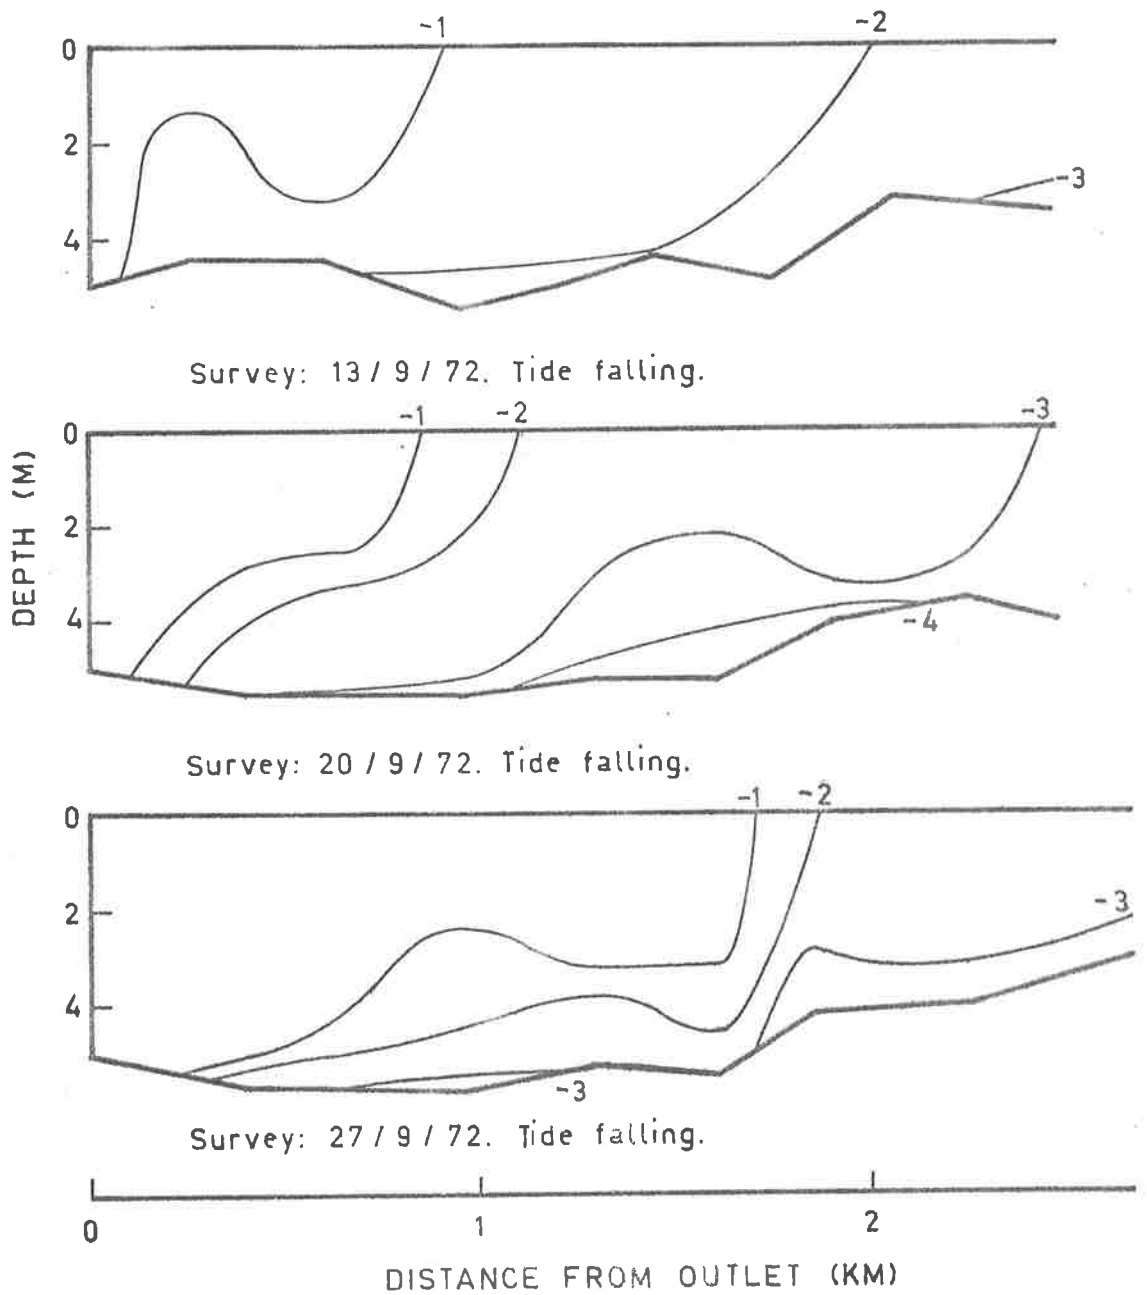 -1 -2
0
2
4
-3
Survey: 13 / 9 / 72. Tide falling.
-1 -2 -3
0
2
4
-4
DEPTH (M)
Survey: 20 / 9 / 72. Tide falling.
-1 -2
0
2
4
-3
-3
Survey: 27 / 9 / 72. Tide falling.
0 1 2
DISTANCE FROM OUTLET (KM)